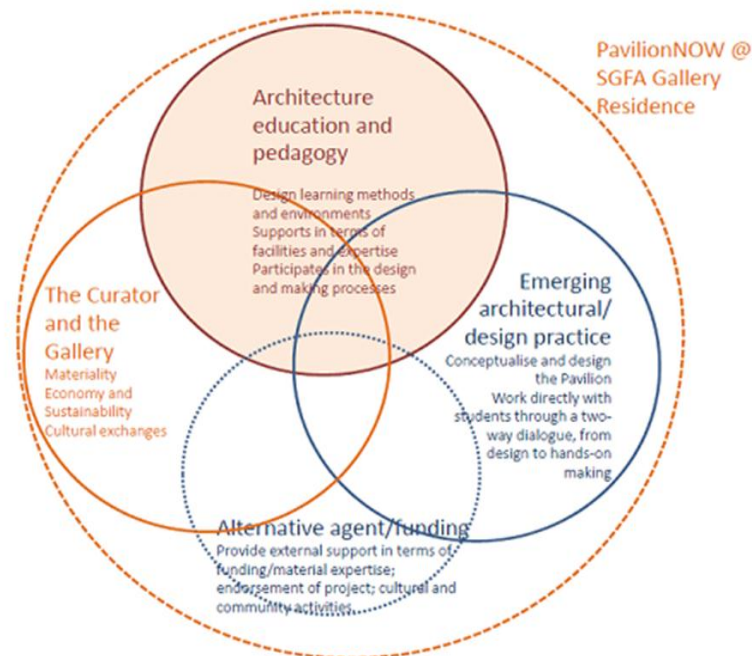 PavilionNOW @
SGFA Gallery
Residence
Architecture
education and
pedagogy
Design learning methods
and environments
Supports in terms of
facilities and expertise
Participates in the design
and making processes
The Curator
and the
Gallery
Materiality
Economy and
Sustainability
Cultural exchanges
Emerging
architectural/
design practice
Conceptualise and design
the Pavilion
Work directly with
students through a two-
way dialogue, from
design to hands-on
making
Alternative agent/funding
Provide external support in terms of
funding/material expertise;
endorsement of project; cultural and
community activities